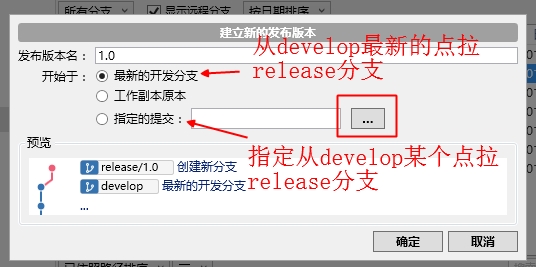 所有分支 显示远程分支 按日期排序
建立新的发布版本
发布版本名： 1.0
从develop最新的点拉
开始于： 最新的开发分支
release分支
工作副本原本
指定的提交： ...
预览
指定从develop某个点拉
release/1.0 创建新分支
release分支
develop 最新的开发分支
...
确定 取消